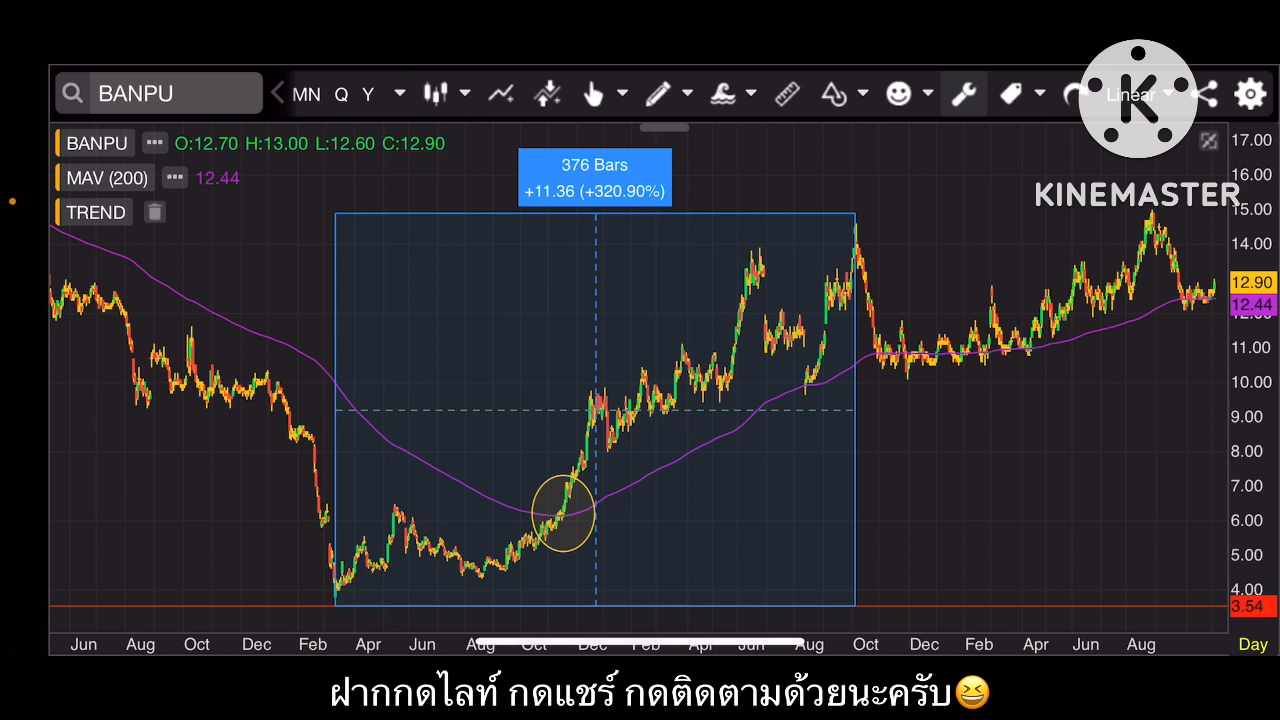 BANPU
MN Q Y
Linear
KINEMASTER
BANPU ••• O:12.70 H:13.00 L:12.60 C:12.90
MAV (200) ••• 12.44
TREND
376 Bars
+11.36 (+320.90%)
17.00
16.00
15.00
14.00
12.90
12.44
12.00
11.00
10.00
9.00
8.00
7.00
6.00
5.00
4.00
3.54
Jun Aug Oct Dec Feb Apr Jun Aug Oct Dec Feb Apr Jun Aug Oct Dec Feb Apr Jun Aug Day
ฝากกดไลท์ กดแชร์ กดติดตามด้วยนะครับ😆